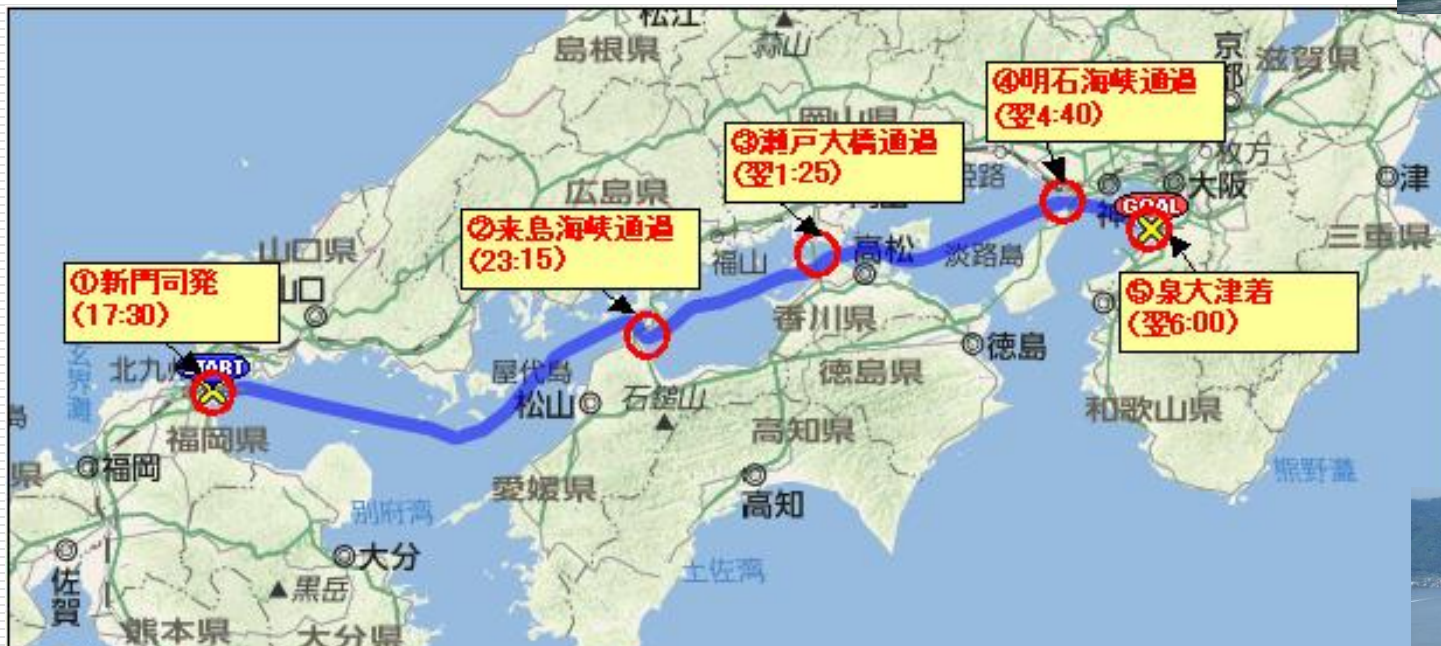 松江
島根県
蒜山
京都
滋賀県
④明石海峡通過
(翌4:40)
岡山県
③瀬戸大橋通過
(翌1:25)
枚方
姫路
大阪
津
広島県
神
GOAL
②来島海峡通過
(23:15)
山口県
福山
高松
淡路島
三重県
①新門司発
(17:30)
山口
⑤泉大津着
(翌6:00)
香川県
玄界灘
北九
START
屋代島
徳島
松山
石鎚山
徳島県
和歌山県
島
福岡県
高知県
県
福岡
愛媛県
熊野灘
別府湾
高知
大分
土佐湾
佐賀
黒岳
熊本県
大分県